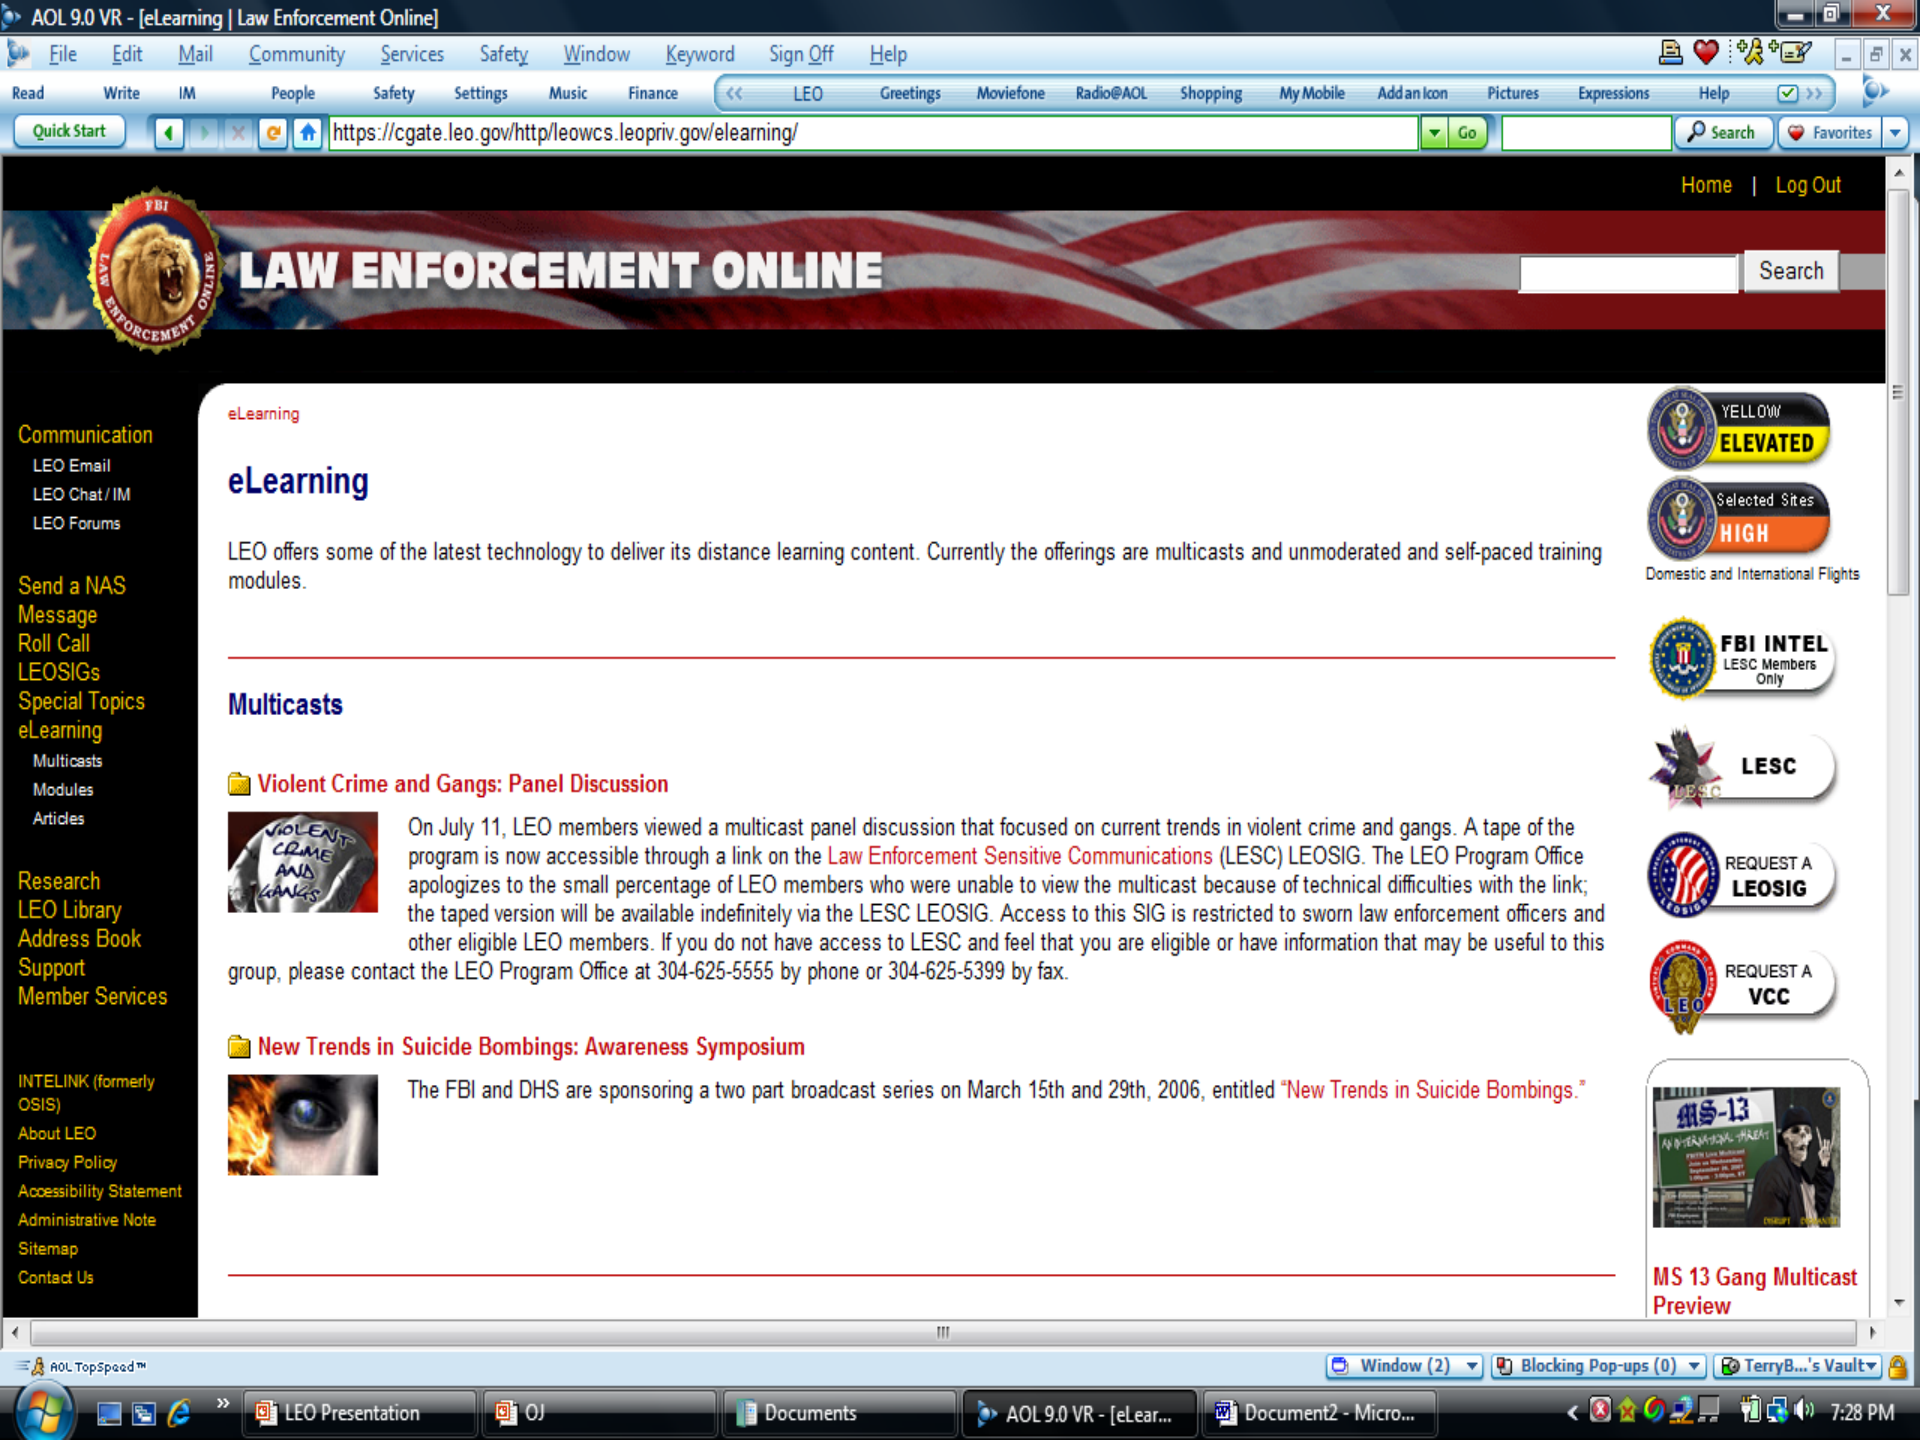 AOL 9.0 VR - [eLearning | Law Enforcement Online]
File Edit Mail Community Services Safety Window Keyword Sign Off Help
Read Write IM People Safety Settings Music Finance << LEO Greetings Moviefone Radio@AOL Shopping My Mobile Add an Icon Pictures Expressions Help >>
Quick Start https://cgate.leo.gov/http/leowcs.leopriv.gov/elearning/ Go Search Favorites
Home | Log Out
FBI
LAW ENFORCEMENT ONLINE
LAW ENFORCEMENT ONLINE
Search
Communication
LEO Email
LEO Chat / IM
LEO Forums
Send a NAS
Message
Roll Call
LEOSIGs
Special Topics
eLearning
Multicasts
Modules
Articles
Research
LEO Library
Address Book
Support
Member Services
INTELINK (formerly
OSIS)
About LEO
Privacy Policy
Accessibility Statement
Administrative Note
Sitemap
Contact Us
eLearning
eLearning
LEO offers some of the latest technology to deliver its distance learning content. Currently the offerings are multicasts and unmoderated and self-paced training
modules.
Multicasts
Violent Crime and Gangs: Panel Discussion
VIOLENT
CRIME
AND
GANGS
On July 11, LEO members viewed a multicast panel discussion that focused on current trends in violent crime and gangs. A tape of the
program is now accessible through a link on the Law Enforcement Sensitive Communications (LESC) LEOSIG. The LEO Program Office
apologizes to the small percentage of LEO members who were unable to view the multicast because of technical difficulties with the link;
the taped version will be available indefinitely via the LESC LEOSIG. Access to this SIG is restricted to sworn law enforcement officers and
other eligible LEO members. If you do not have access to LESC and feel that you are eligible or have information that may be useful to this
group, please contact the LEO Program Office at 304-625-5555 by phone or 304-625-5399 by fax.
New Trends in Suicide Bombings: Awareness Symposium
The FBI and DHS are sponsoring a two part broadcast series on March 15th and 29th, 2006, entitled “New Trends in Suicide Bombings.”
YELLOW
ELEVATED
Selected Sites
HIGH
Domestic and International Flights
FBI INTEL
LESC Members
Only
LESC
LESC
REQUEST A
LEOSIG
LEOSIG
REQUEST A
VCC
LEO
MS-13
AN INTERNATIONAL THREAT
MS 13 Gang Multicast
Preview
AOL TopSpeed™ Window (2) Blocking Pop-ups (0) TerryB...'s Vault
» LEO Presentation OJ Documents AOL 9.0 VR - [eLear... Document2 - Micro... 7:28 PM